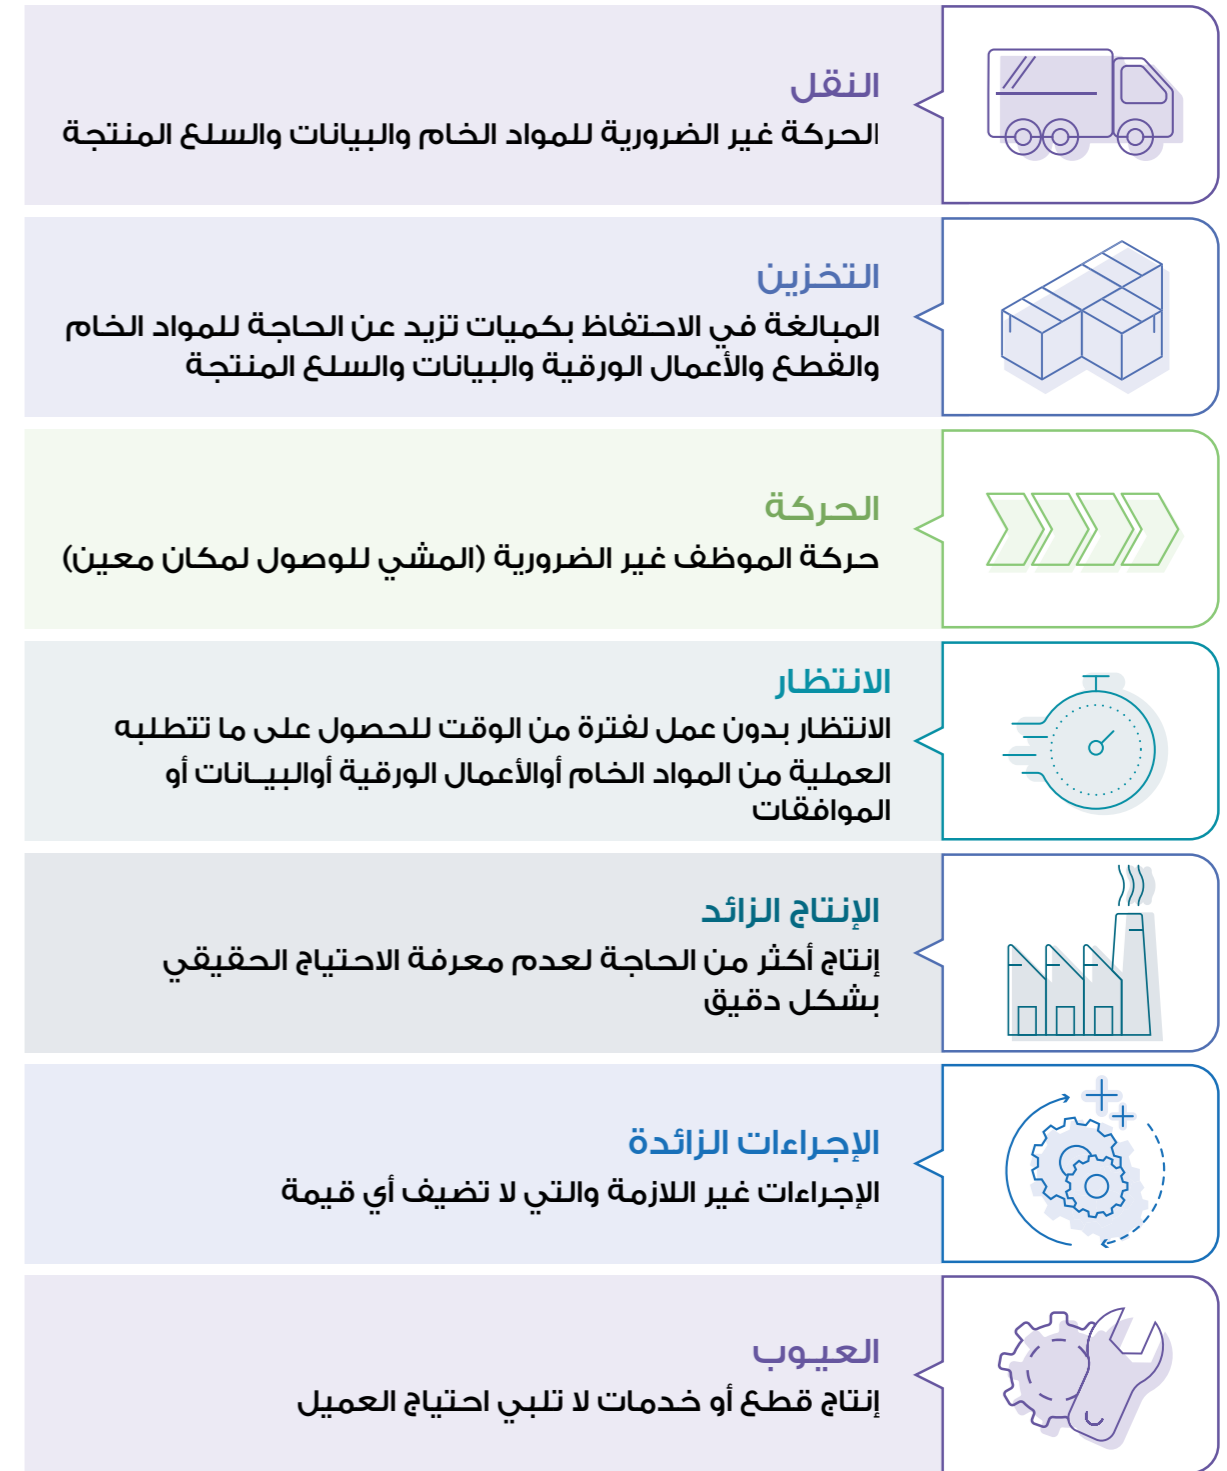 النقل
الحركة غير الضرورية للمواد الخام والبيانات والسلع المنتجة
التخزين
المبالغة في الاحتفاظ بكميات تزيد عن الحاجة للمواد الخام
والقطع والأعمال الورقية والبيانات والسلع المنتجة
الحركة
حركة الموظف غير الضرورية (المشي للوصول لمكان معين)
الانتظار
الانتظار بدون عمل لفترة من الوقت للحصول على ما تتطلبه
العملية من المواد الخام أوالأعمال الورقية أوالبيــانات أو
الموافقات
الإنتاج الزائد
إنتاج أكثر من الحاجة لعدم معرفة الاحتياج الحقيقي
بشكل دقيق
الإجراءات الزائدة
الإجراءات غير اللازمة والتي لا تضيف أي قيمة
العيـوب
إنتاج قطع أو خدمات لا تلبي احتياج العميل